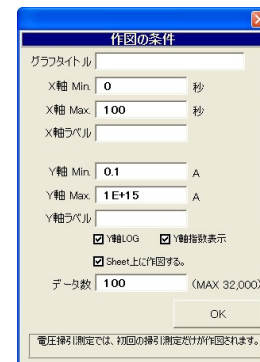 作図の条件
グラフタイトル
X軸 Min. 0 秒
X軸 Max. 100 秒
X軸ラベル
Y軸 Min. 0.1 A
Y軸 Max. 1E+15 A
Y軸ラベル
Y軸LOG Y軸指数表示
Sheet上に作図する。
データ数 100 (MAX 32,000)
OK
電圧掃引測定では、初回の掃引測定だけが作図されます。